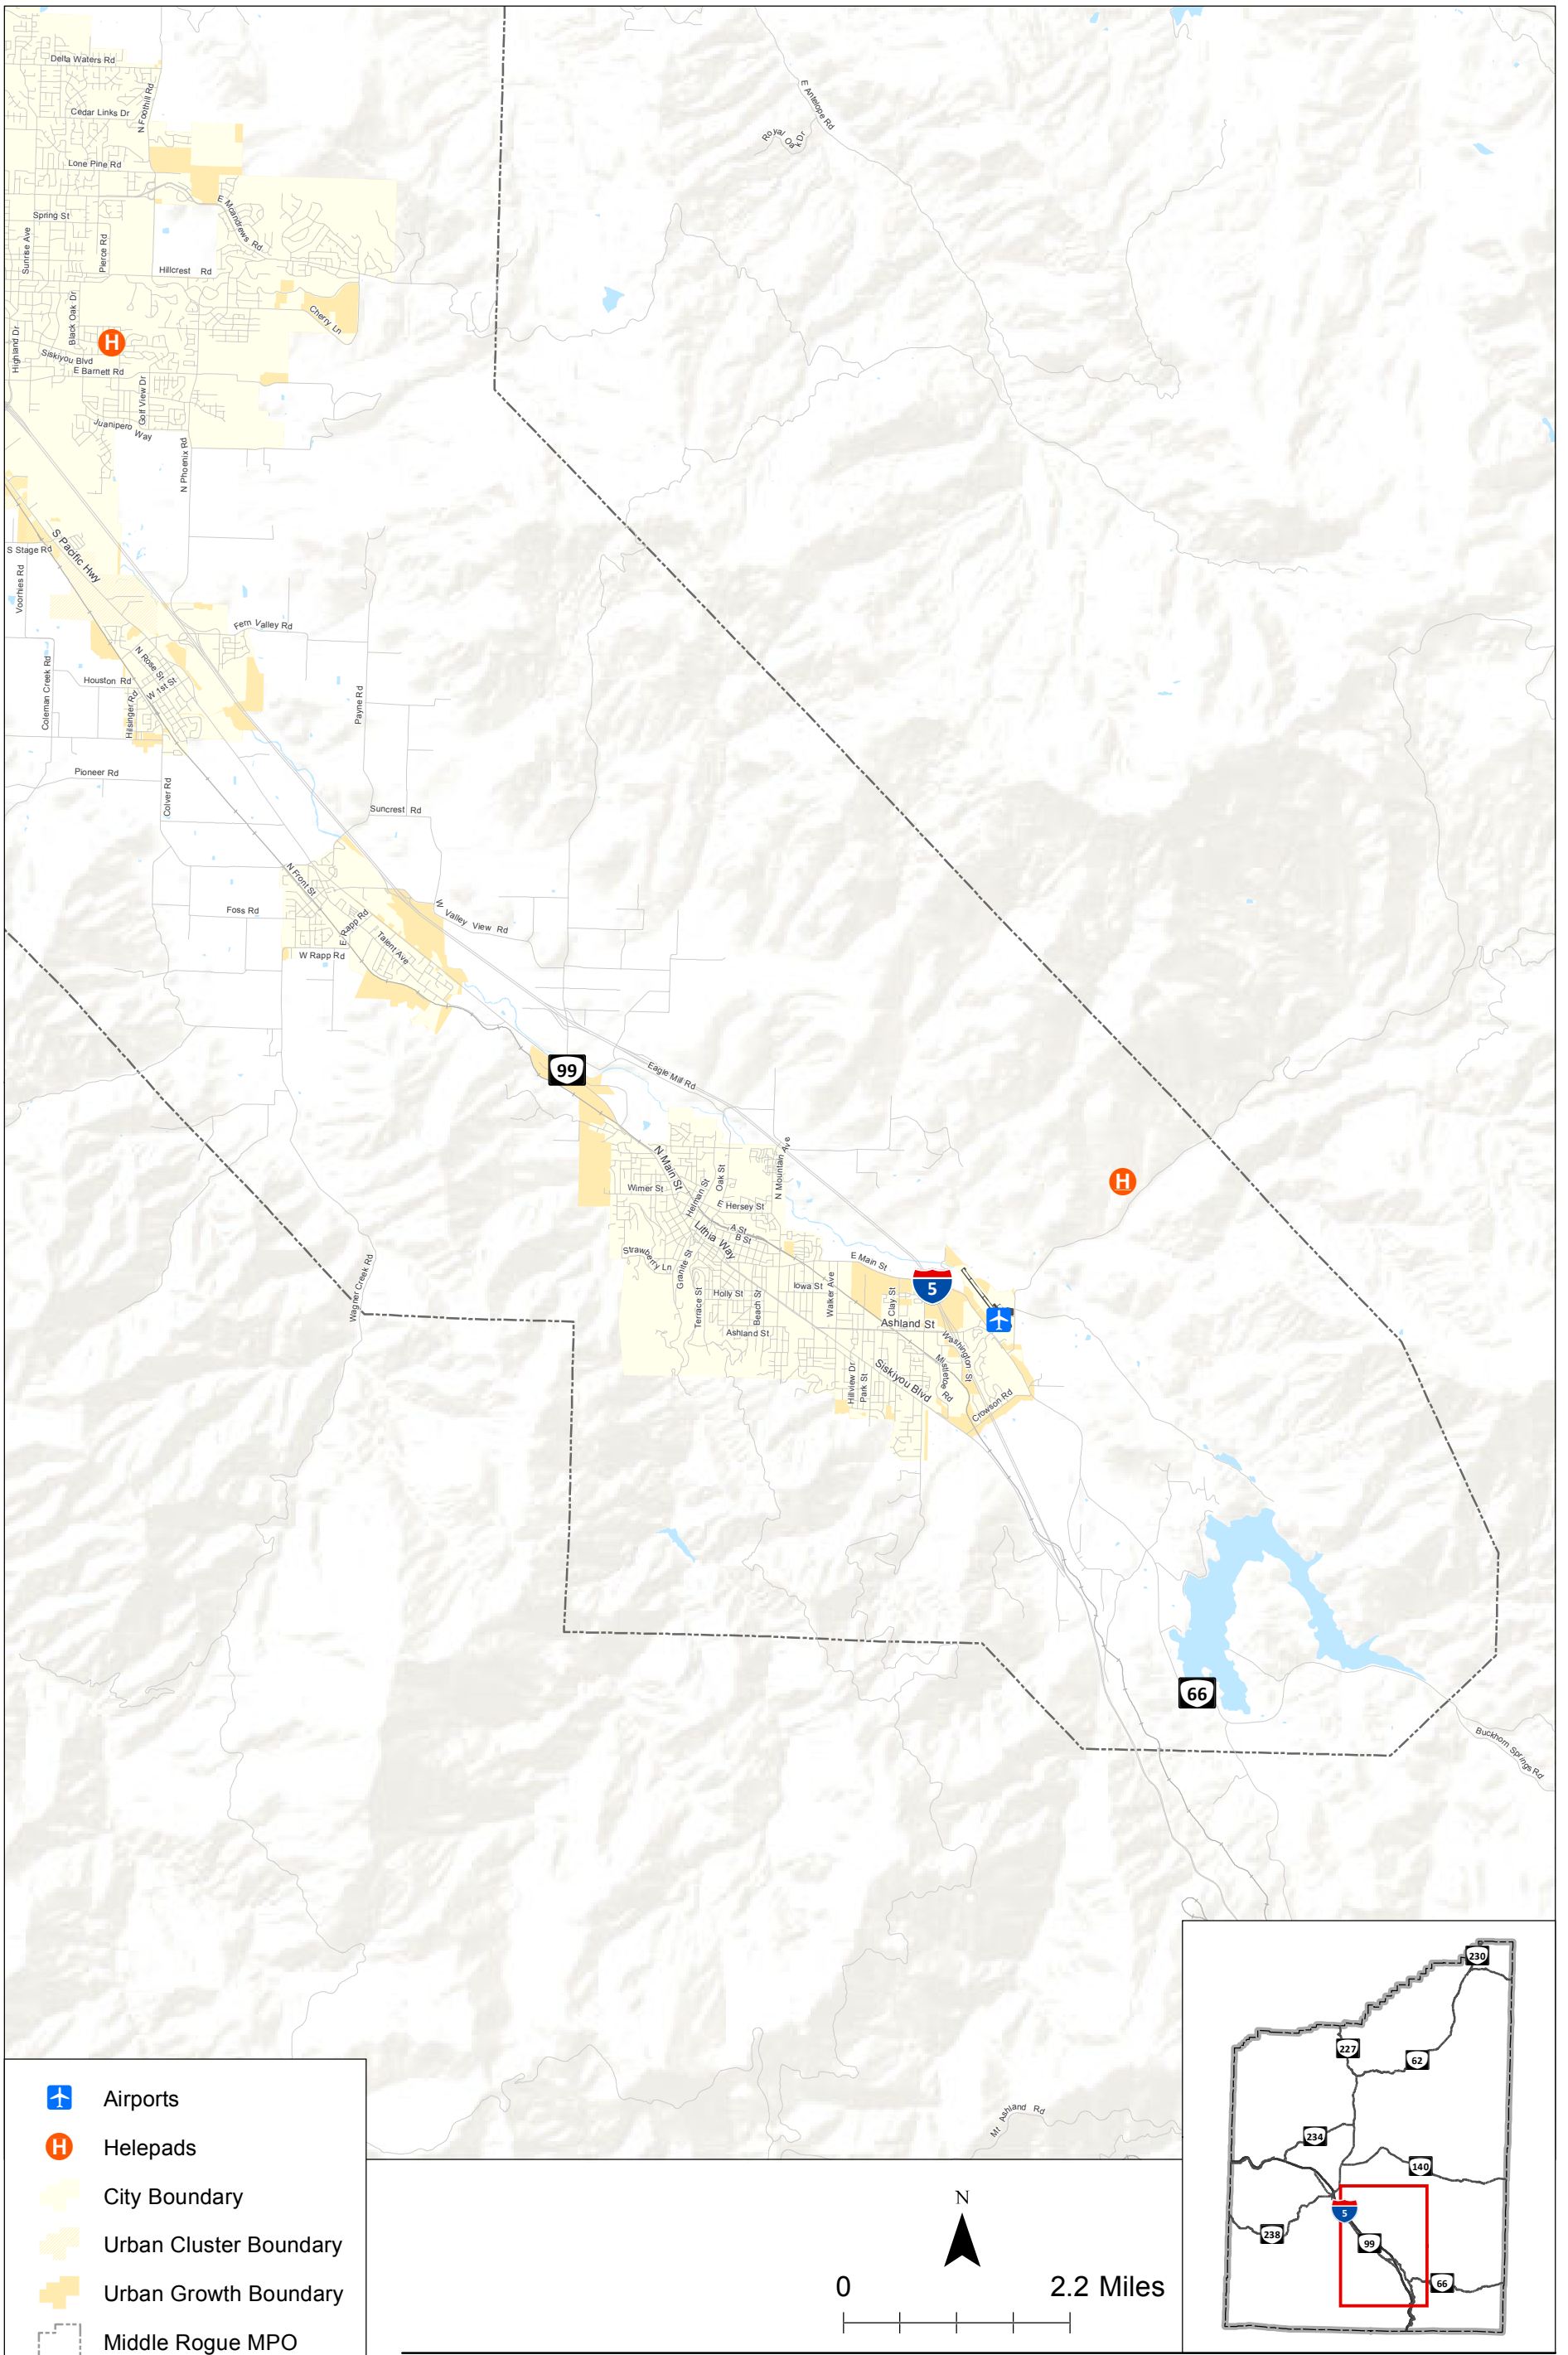 Delta Waters Rd
N Foothill Rd
Cedar Links Dr
Lone Pine Rd
E Antelope Rd
Royal Oak Dr
Spring St
Sunrise Ave
Pierce Rd
E Mcandrews Rd
Hillcrest Rd
Black Oak Dr
Cherry Ln
Highland Dr
H
Siskiyou Blvd
E Barnett Rd
Golf View Dr
Juanipero Way
N Phoenix Rd
S Pacific Hwy
S Stage Rd
Voorhies Rd
Fern Valley Rd
N Rose St
Houston Rd
W 1st St
Coleman Creek Rd
Hilsinger Rd
Payne Rd
Pioneer Rd
Colver Rd
Suncrest Rd
N Front St
Foss Rd
W Valley View Rd
E Rapp Rd
Talent Ave
W Rapp Rd
99
Eagle Mill Rd
N Main St
Oak St
N Mountain Ave
Wimer St
Helman St
E Hersey St
H
A St
B St
Lithia Way
Strawberry Ln
Granite St
E Main St
Wagner Creek Rd
5
Iowa St
Walker Ave
Clay St
Holly St
Terrace St
Beach St
Ashland St
Ashland St
Washington St
Mistletoe Rd
Hillview Dr
Park St
Siskiyou Blvd
Crowson Rd
66
Buckhorn Springs Rd
Mt Ashland Rd
Airports
H
Helepads
City Boundary
Urban Cluster Boundary
Urban Growth Boundary
Middle Rogue MPO
N
0
2.2 Miles
230
227
62
234
140
5
238
99
66